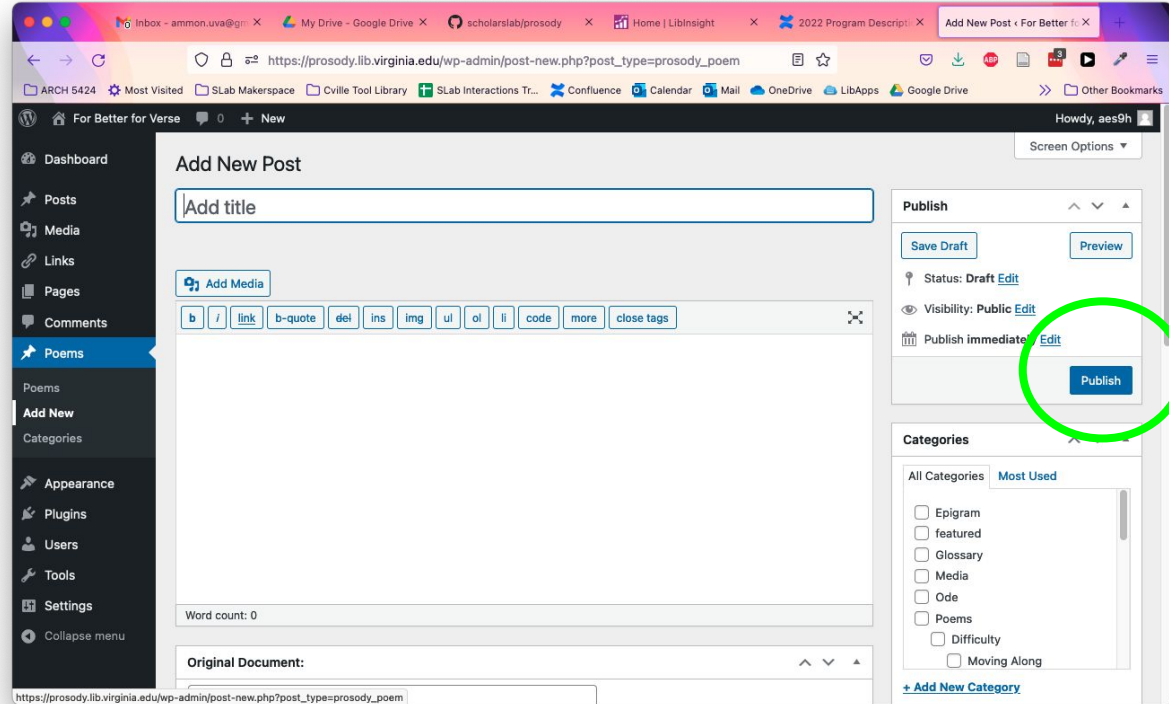 Inbox - ammon.uva@gm
My Drive - Google Drive
scholarslab/prosody
Home | LibInsight
2022 Program Descripti
Add New Post ‹ For Better fo
https://prosody.lib.virginia.edu/wp-admin/post-new.php?post_type=prosody_poem
ABP
3
ARCH 5424
Most Visited
SLab Makerspace
Cville Tool Library
SLab Interactions Tr...
Confluence
Calendar
Mail
OneDrive
LibApps
Google Drive
Other Bookmarks
For Better for Verse
0
+ New
Howdy, aes9h
Screen Options
Dashboard
Posts
Media
Links
Pages
Comments
Poems
Poems
Add New
Categories
Appearance
Plugins
Users
Tools
Settings
Collapse menu
Add New Post
Add title
Add Media
b
i
link
b-quote
del
ins
img
ul
ol
li
code
more
close tags
Word count: 0
Original Document:
Publish
Save Draft
Preview
Status: Draft Edit
Visibility: Public Edit
Publish immediately Edit
Publish
Categories
All Categories
Most Used
Epigram
featured
Glossary
Media
Ode
Poems
Difficulty
Moving Along
+ Add New Category
https://prosody.lib.virginia.edu/wp-admin/post-new.php?post_type=prosody_poem